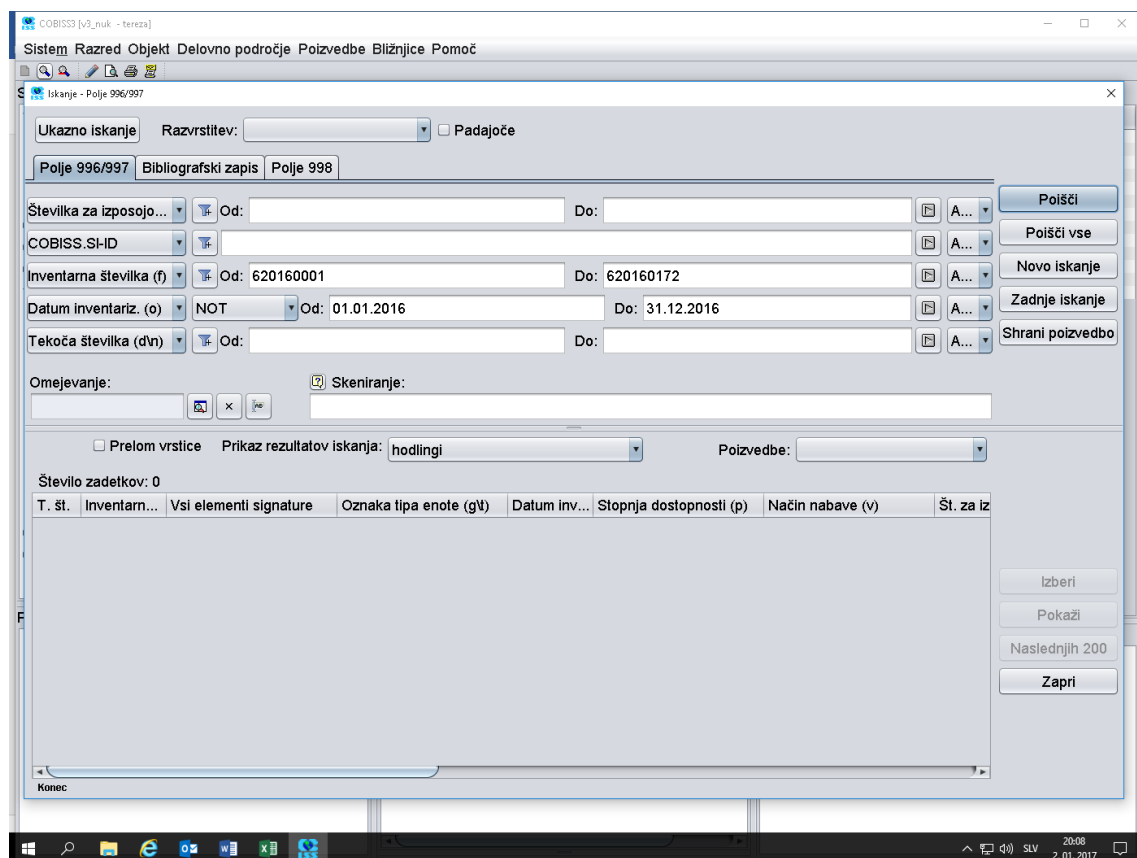 COBISS3 [v3_nuk - tereza]
Sistem Razred Objekt Delovno področje Poizvedbe Bližnjice Pomoč
Iskanje - Polje 996/997
Ukazno iskanje Razvrstitev: Padajoče
Polje 996/997 Bibliografski zapis Polje 998
Številka za izposojo... Od: Do: A...
Poišči
COBISS.SI-ID A...
Poišči vse
Inventarna številka (f) Od: 620160001 Do: 620160172 A...
Novo iskanje
Datum inventariz. (o) NOT Od: 01.01.2016 Do: 31.12.2016 A...
Zadnje iskanje
Tekoča številka (d\n) Od: Do: A...
Shrani poizvedbo
Omejevanje: Skeniranje:
Prelom vrstice Prikaz rezultatov iskanja: hodlingi Poizvedbe:
Število zadetkov: 0
T. št. Inventarn... Vsi elementi signature Oznaka tipa enote (g\t) Datum inv... Stopnja dostopnosti (p) Način nabave (v) Št. za iz
Izberi
Pokaži
Naslednjih 200
Zapri
Konec
SLV 20:08
2. 01. 2017